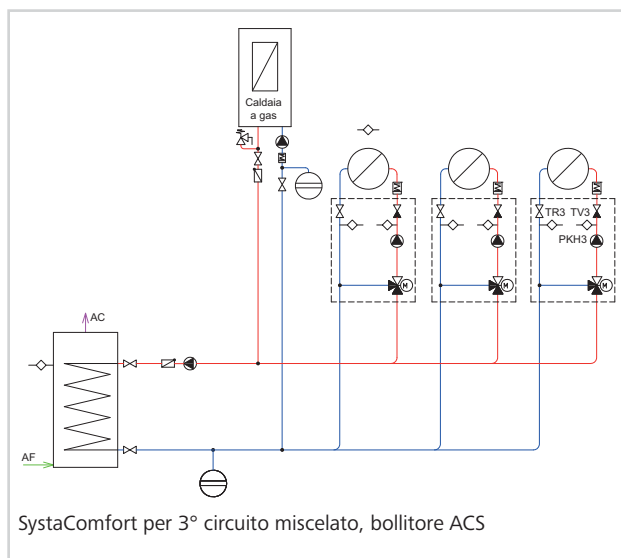 Caldaia
a gas
TR3 TV3
PKH3
M
M
M
AC
AF
SystaComfort per 3° circuito miscelato, bollitore ACS